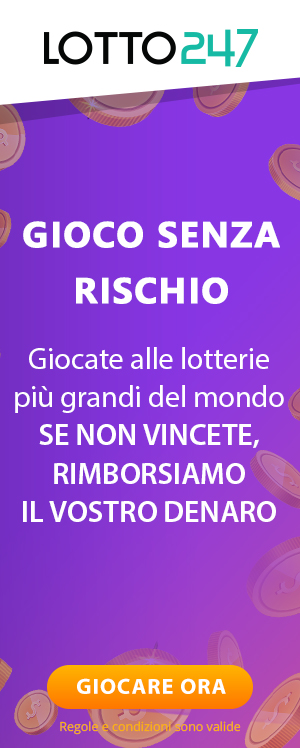 LOTTO247
GIOCO SENZA
RISCHIO
Giocate alle lotterie
più grandi del mondo
SE NON VINCETE,
RIMBORSIAMO
IL VOSTRO DENARO
GIOCARE ORA
Regole e condizioni sono valide